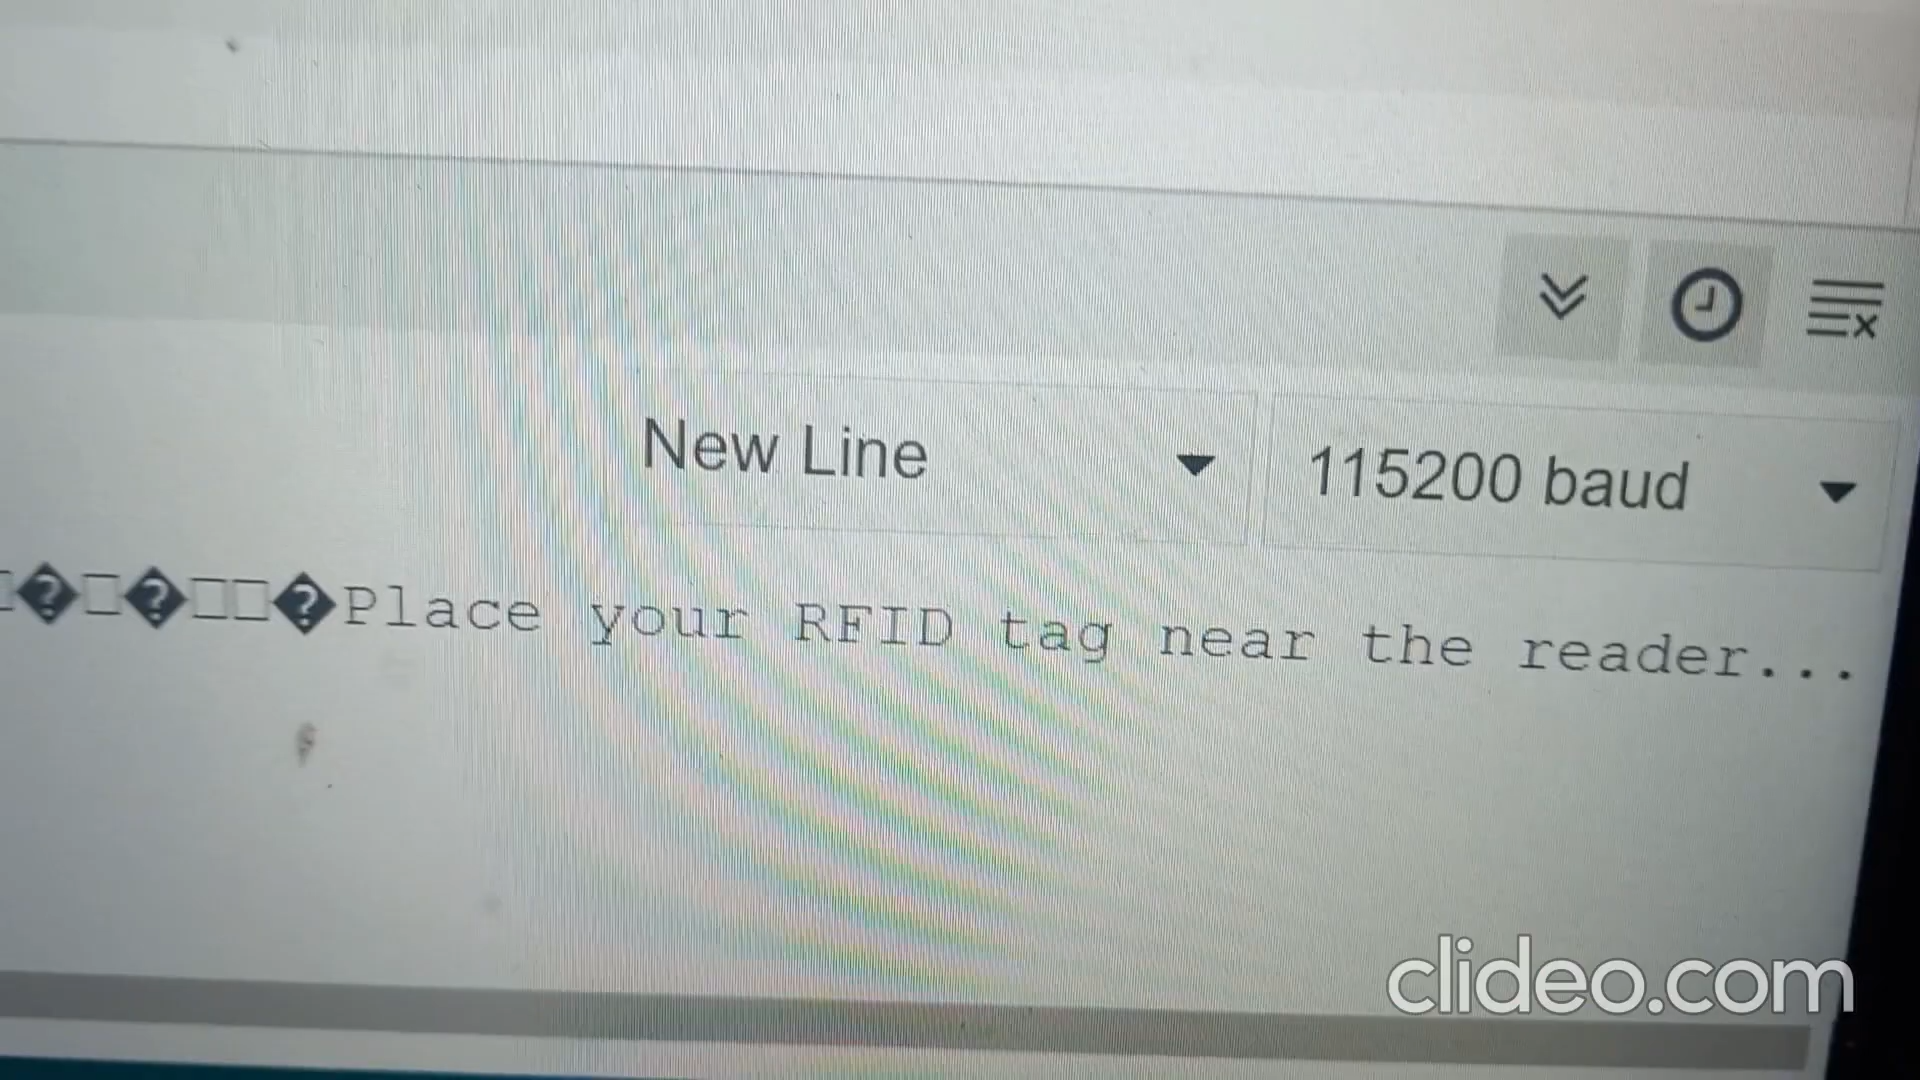 New Line
115200 baud
�□�□□�Place your RFID tag near the reader...
clideo.com